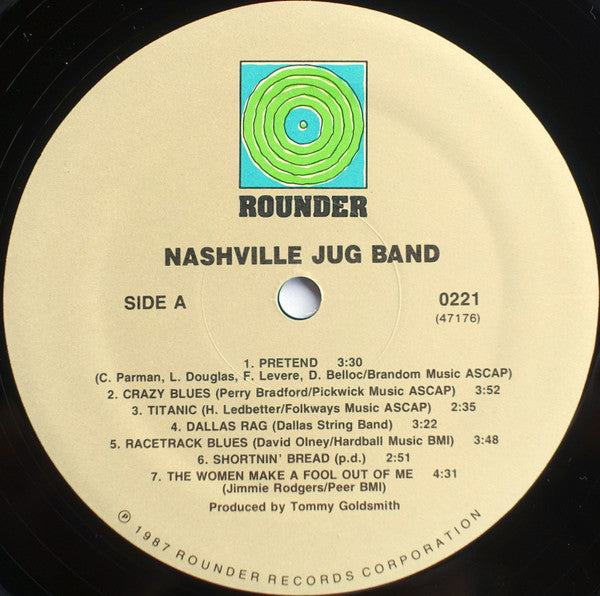 ROUNDER
NASHVILLE JUG BAND
SIDE A
0221
(47176)
1. PRETEND 3:30
(C. Parman, L. Douglas, F. Levere, D. Belloc/Brandom Music ASCAP)
2. CRAZY BLUES (Perry Bradford/Pickwick Music ASCAP) 3:52
3. TITANIC (H. Ledbetter/Folkways Music ASCAP) 2:35
4. DALLAS RAG (Dallas String Band) 3:22
5. RACETRACK BLUES (David Olney/Hardball Music BMI) 3:48
6. SHORTNIN' BREAD (p.d.) 2:51
7. THE WOMEN MAKE A FOOL OUT OF ME 4:31
(Jimmie Rodgers/Peer BMI)
Produced by Tommy Goldsmith
℗ 1987 ROUNDER RECORDS CORPORATION